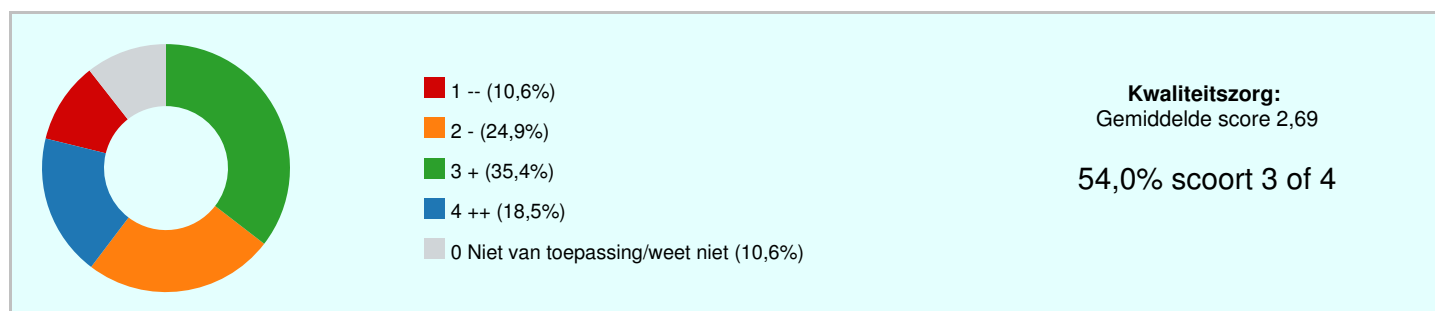 1 -- (10,6%)
2 - (24,9%)
3 + (35,4%)
4 ++ (18,5%)
0 Niet van toepassing/weet niet (10,6%)
Kwaliteitszorg:
Gemiddelde score 2,69
54,0% scoort 3 of 4